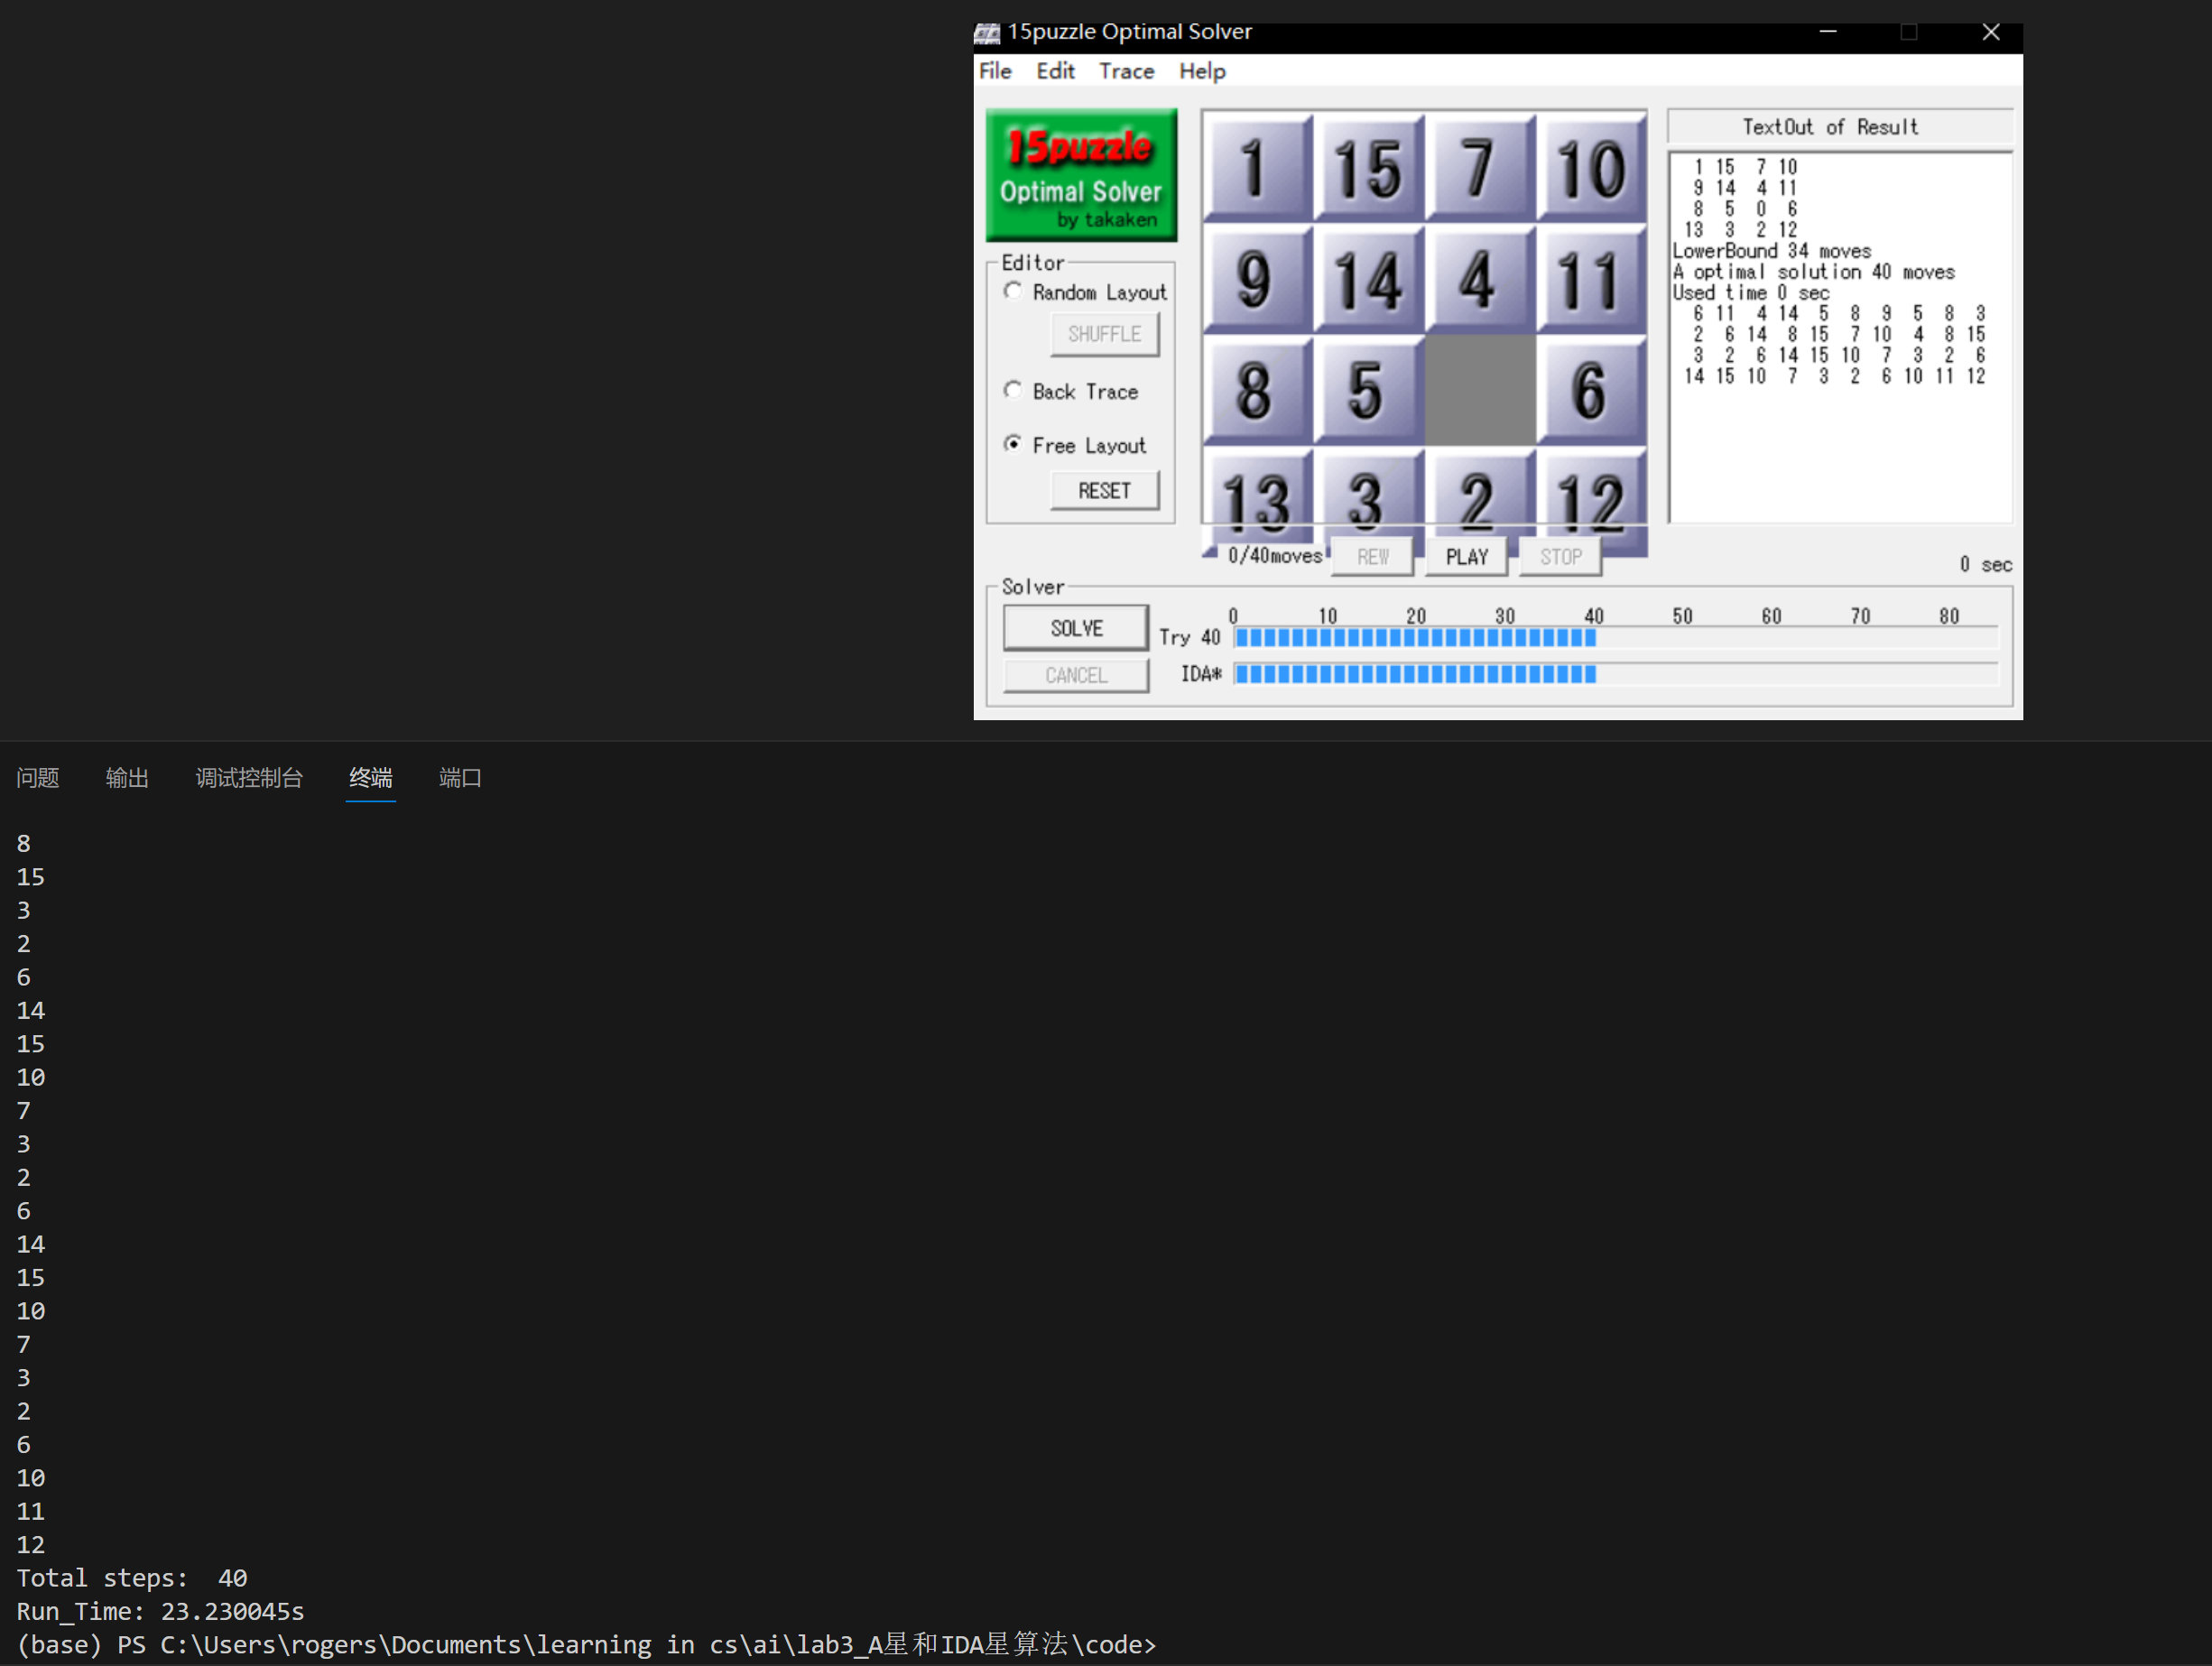 15puzzle Optimal Solver
File Edit Trace Help
15puzzle
Optimal Solver
by takaken
Editor
Random Layout
SHUFFLE
Back Trace
Free Layout
RESET
1 15 7 10
9 14 4 11
8 5 6
13 3 2 12
0/40moves REW PLAY STOP
TextOut of Result
1 15 7 10
9 14 4 11
8 5 0 6
13 3 2 12
LowerBound 34 moves
A optimal solution 40 moves
Used time 0 sec
6 11 4 14 5 8 9 5 8 3
2 6 14 8 15 7 10 4 8 15
3 2 6 14 15 10 7 3 2 6
14 15 10 7 3 2 6 10 11 12
0 sec
Solver
SOLVE
CANCEL
0 10 20 30 40 50 60 70 80
Try 40
IDA*
问题 输出 调试控制台 终端 端口
8
15
3
2
6
14
15
10
7
3
2
6
14
15
10
7
3
2
6
10
11
12
Total steps:  40
Run_Time: 23.230045s
(base) PS C:\Users\rogers\Documents\learning in cs\ai\lab3_A星和IDA星算法\code>